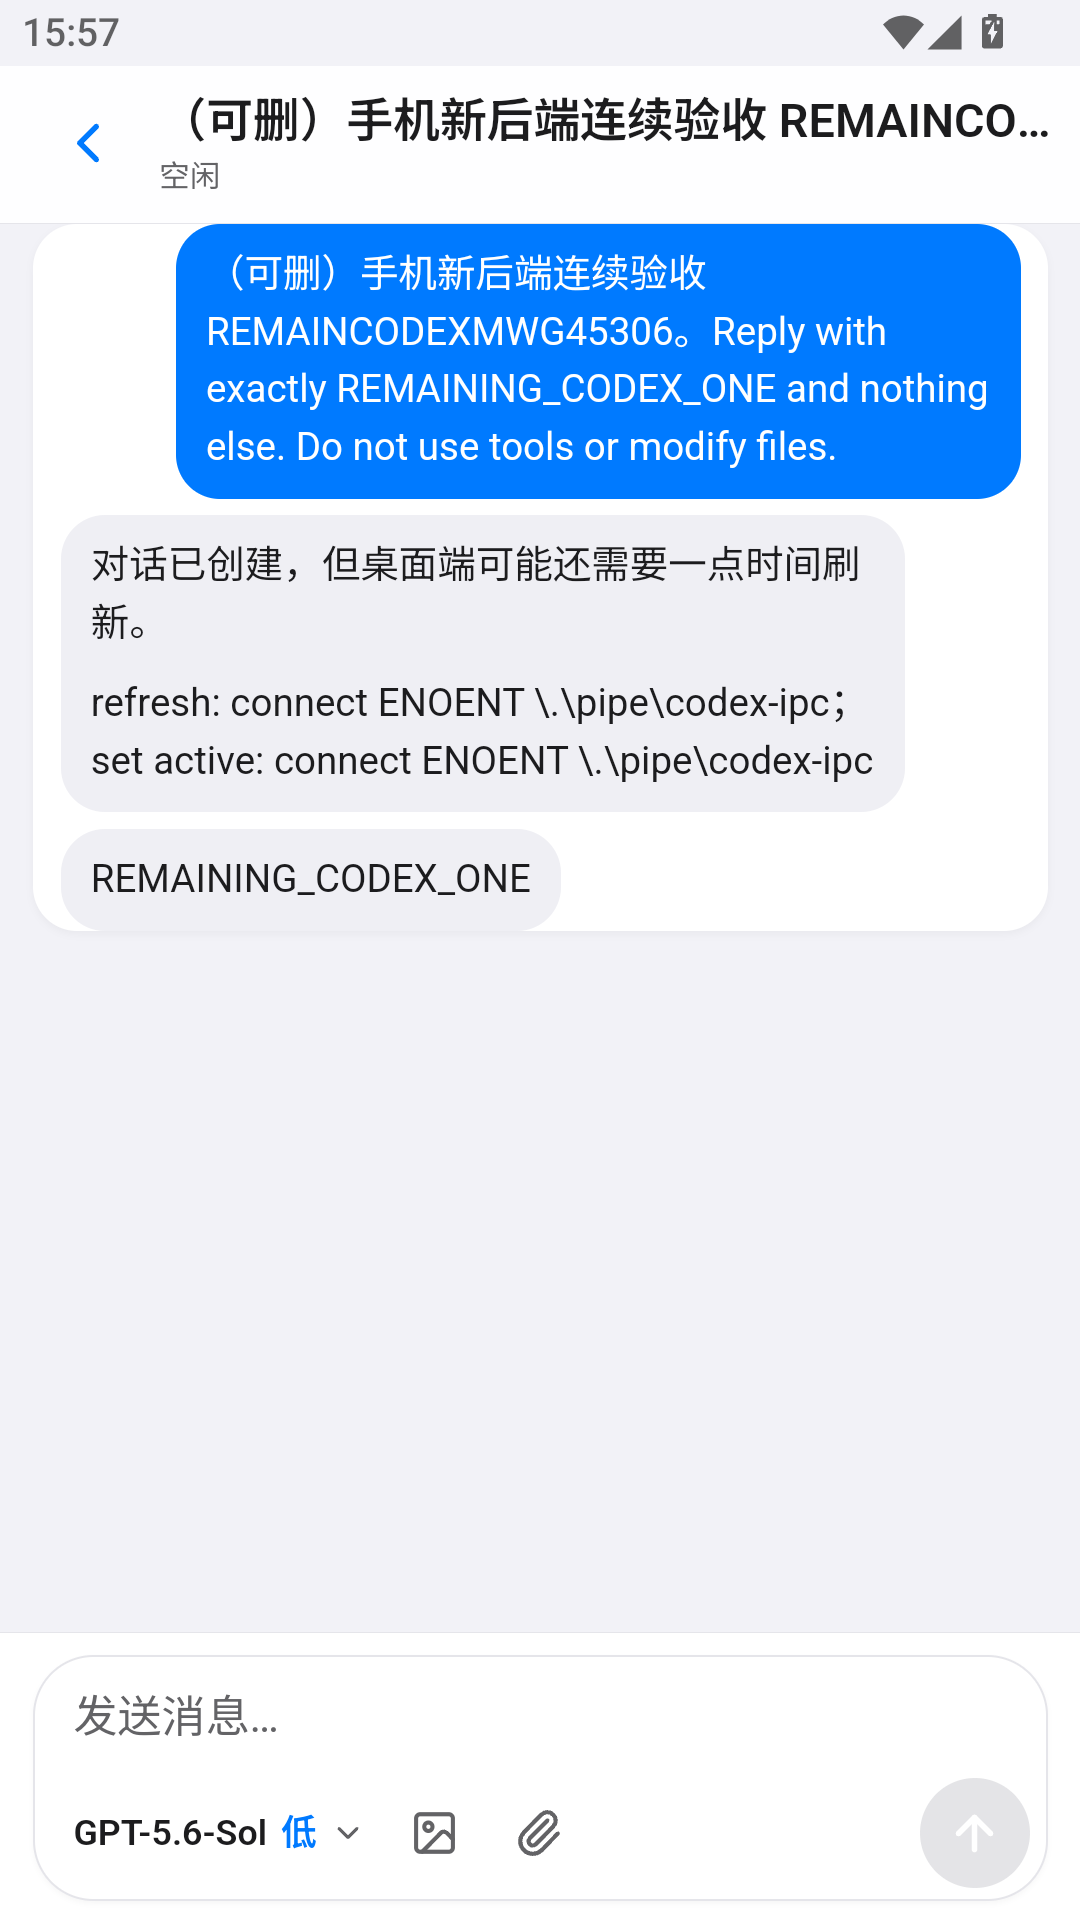 15:57
（可删）手机新后端连续验收 REMAINCO...
空闲
（可删）手机新后端连续验收
REMAINCODEXMWG45306。Reply with
exactly REMAINING_CODEX_ONE and nothing
else. Do not use tools or modify files.
对话已创建，但桌面端可能还需要一点时间刷
新。
refresh: connect ENOENT \.\pipe\codex-ipc；
set active: connect ENOENT \.\pipe\codex-ipc
REMAINING_CODEX_ONE
发送消息...
GPT-5.6-Sol 低